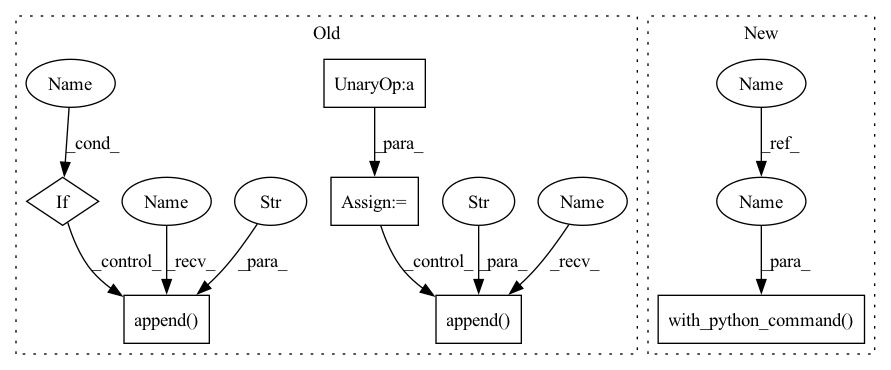 Old
New
Name
UnaryOp:a
Name
_cond_
_para_
_ref_
If
Name
Str
Assign:=
Str
Name
Name
_control_
_recv_
_para_
_control_
_para_
_recv_
_para_
append()
append()
with_python_command()